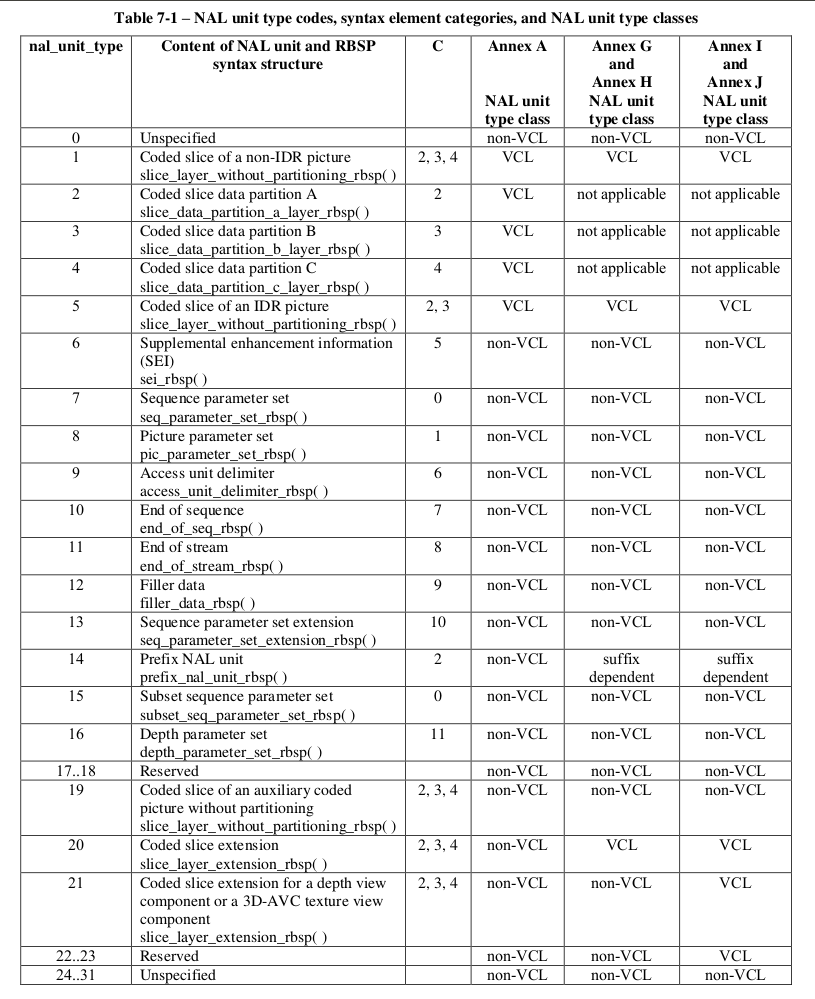 Table 7-1 – NAL unit type codes, syntax element categories, and NAL unit type classes
nal_unit_type Content of NAL unit and RBSP syntax structure C Annex A NAL unit type class Annex G and Annex H NAL unit type class Annex I and Annex J NAL unit type class
0 Unspecified non-VCL non-VCL non-VCL
1 Coded slice of a non-IDR picture 2, 3, 4 VCL VCL VCL
slice_layer_without_partitioning_rbsp( )
2 Coded slice data partition A 2 VCL not applicable not applicable
slice_data_partition_a_layer_rbsp( )
3 Coded slice data partition B 3 VCL not applicable not applicable
slice_data_partition_b_layer_rbsp( )
4 Coded slice data partition C 4 VCL not applicable not applicable
slice_data_partition_c_layer_rbsp( )
5 Coded slice of an IDR picture 2, 3 VCL VCL VCL
slice_layer_without_partitioning_rbsp( )
6 Supplemental enhancement information 5 non-VCL non-VCL non-VCL
(SEI)
sei_rbsp( )
7 Sequence parameter set 0 non-VCL non-VCL non-VCL
seq_parameter_set_rbsp( )
8 Picture parameter set 1 non-VCL non-VCL non-VCL
pic_parameter_set_rbsp( )
9 Access unit delimiter 6 non-VCL non-VCL non-VCL
access_unit_delimiter_rbsp( )
10 End of sequence 7 non-VCL non-VCL non-VCL
end_of_seq_rbsp( )
11 End of stream 8 non-VCL non-VCL non-VCL
end_of_stream_rbsp( )
12 Filler data 9 non-VCL non-VCL non-VCL
filler_data_rbsp( )
13 Sequence parameter set extension 10 non-VCL non-VCL non-VCL
seq_parameter_set_extension_rbsp( )
14 Prefix NAL unit 2 non-VCL suffix suffix
prefix_nal_unit_rbsp( ) dependent dependent
15 Subset sequence parameter set 0 non-VCL non-VCL non-VCL
subset_seq_parameter_set_rbsp( )
16 Depth parameter set 11 non-VCL non-VCL non-VCL
depth_parameter_set_rbsp( )
17..18 Reserved non-VCL non-VCL non-VCL
19 Coded slice of an auxiliary coded 2, 3, 4 non-VCL non-VCL non-VCL
picture without partitioning
slice_layer_without_partitioning_rbsp( )
20 Coded slice extension 2, 3, 4 non-VCL VCL VCL
slice_layer_extension_rbsp( )
21 Coded slice extension for a depth view 2, 3, 4 non-VCL non-VCL VCL
component or a 3D-AVC texture view
component
slice_layer_extension_rbsp( )
22..23 Reserved non-VCL non-VCL VCL
24..31 Unspecified non-VCL non-VCL non-VCL